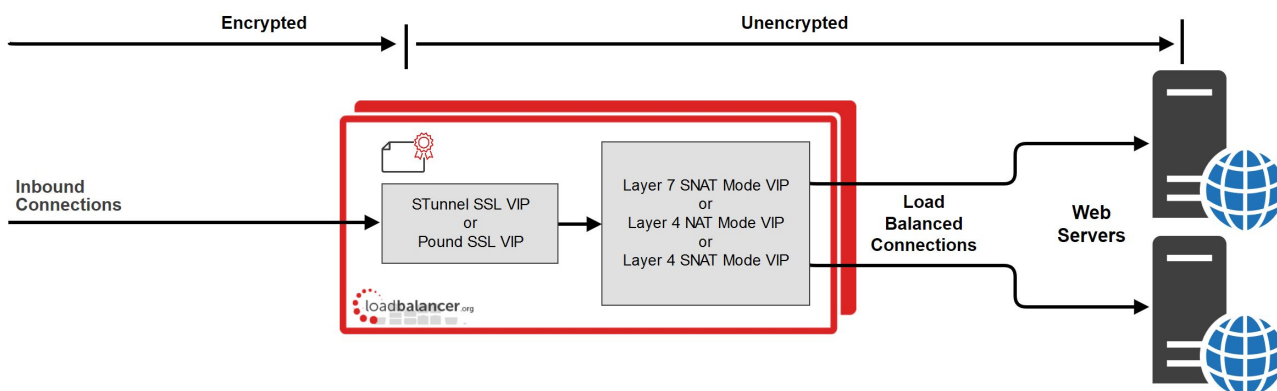 Encrypted
Unencrypted
Inbound
Connections
STunnel SSL VIP
or
Pound SSL VIP
Layer 7 SNAT Mode VIP
or
Layer 4 NAT Mode VIP
or
Layer 4 SNAT Mode VIP
Load
Balanced
Connections
Web
Servers
loadbalancer.org